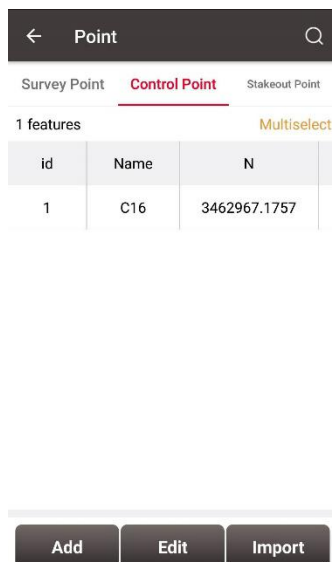 Point
Survey Point Control Point Stakeout Point
1 features Multiselect
id Name N
1 C16 3462967.1757
Add Edit Import